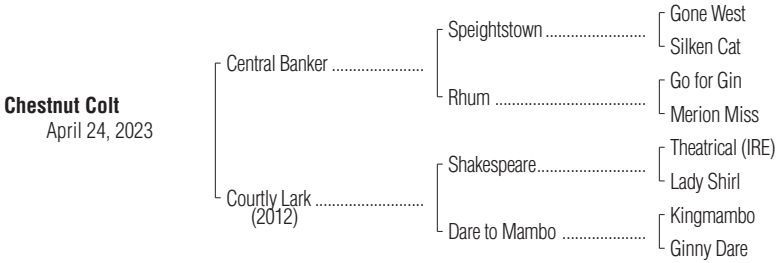 Gone West
Speightstown ........................
Silken Cat
Central Banker ......................
Go for Gin
Rhum ....................................
Merion Miss
Chestnut Colt
April 24, 2023
Theatrical (IRE)
Shakespeare..........................
Lady Shirl
Courtly Lark ..........................
(2012)
Kingmambo
Dare to Mambo ....................
Ginny Dare